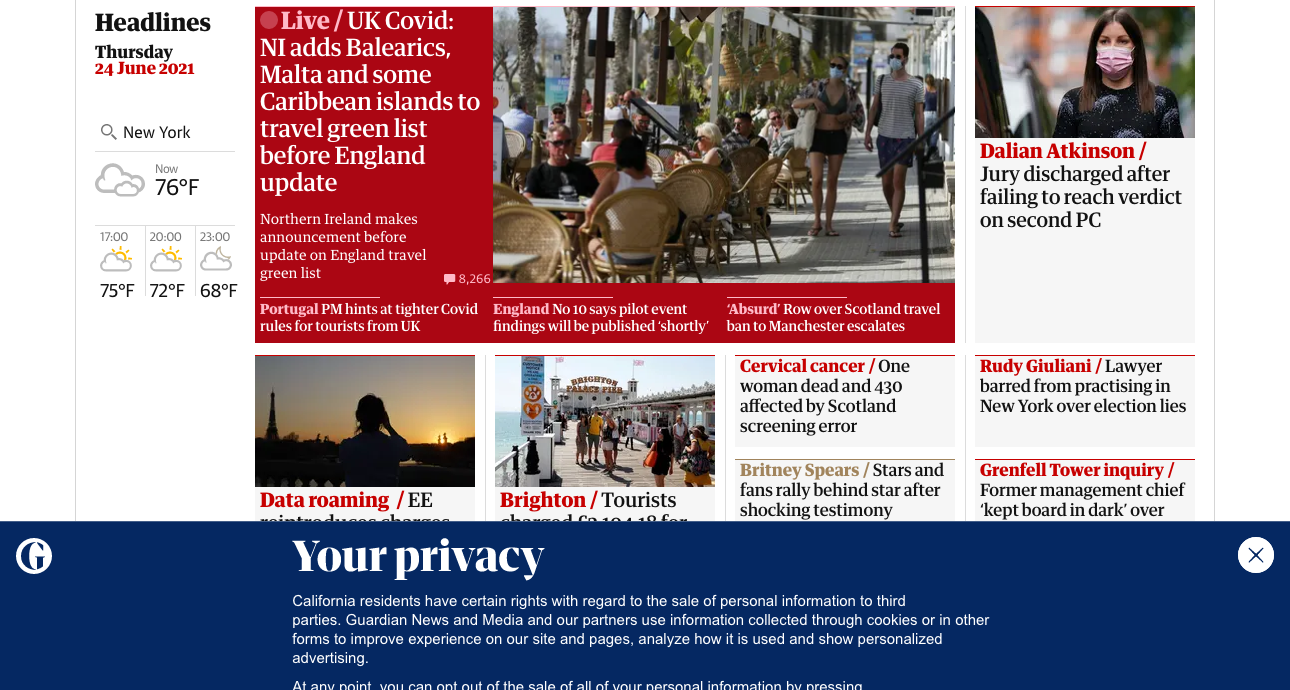 Headlines
Thursday
24 June 2021
New York
Now
76°F
17:00
20:00
23:00
75°F
72°F
68°F
Live / UK Covid:
NI adds Balearics,
Malta and some
Caribbean islands to
travel green list
before England
update
Northern Ireland makes
announcement before
update on England travel
green list
8,266
Portugal PM hints at tighter Covid
rules for tourists from UK
England No 10 says pilot event
findings will be published ‘shortly’
‘Absurd’ Row over Scotland travel
ban to Manchester escalates
Dalian Atkinson /
Jury discharged after
failing to reach verdict
on second PC
BRIGHTON
PALACE PIER
Data roaming / EE
reintroduces charges
Brighton / Tourists
Cervical cancer / One
woman dead and 430
affected by Scotland
screening error
Britney Spears / Stars and
fans rally behind star after
shocking testimony
Rudy Giuliani / Lawyer
barred from practising in
New York over election lies
Grenfell Tower inquiry /
Former management chief
‘kept board in dark’ over
Your privacy
California residents have certain rights with regard to the sale of personal information to third
parties. Guardian News and Media and our partners use information collected through cookies or in other
forms to improve experience on our site and pages, analyze how it is used and show personalized
advertising.
At any point, you can opt out of the sale of all of your personal information by pressing